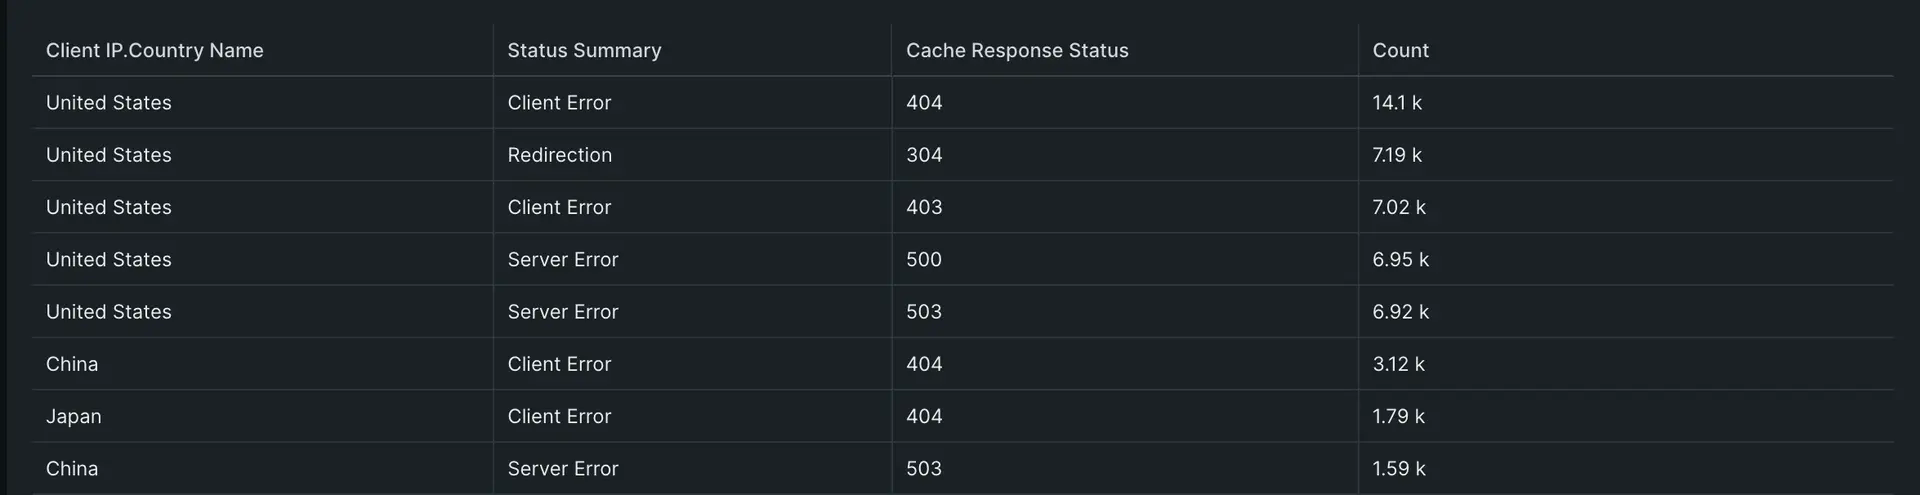 Client IP.Country Name Status Summary Cache Response Status Count
United States Client Error 404 14.1 k
United States Redirection 304 7.19 k
United States Client Error 403 7.02 k
United States Server Error 500 6.95 k
United States Server Error 503 6.92 k
China Client Error 404 3.12 k
Japan Client Error 404 1.79 k
China Server Error 503 1.59 k